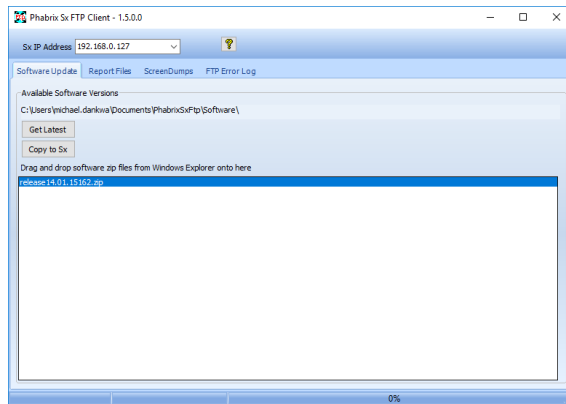 Phabrix Sx FTP Client - 1.5.0.0
Sx IP Address 192.168.0.127
Software Update Report Files ScreenDumps FTP Error Log
Available Software Versions
C:\Users\michael.dankwa\Documents\PhabrixSxFtp\Software\
Get Latest
Copy to Sx
Drag and drop software zip files from Windows Explorer onto here
release14.01.15162.zip
0%